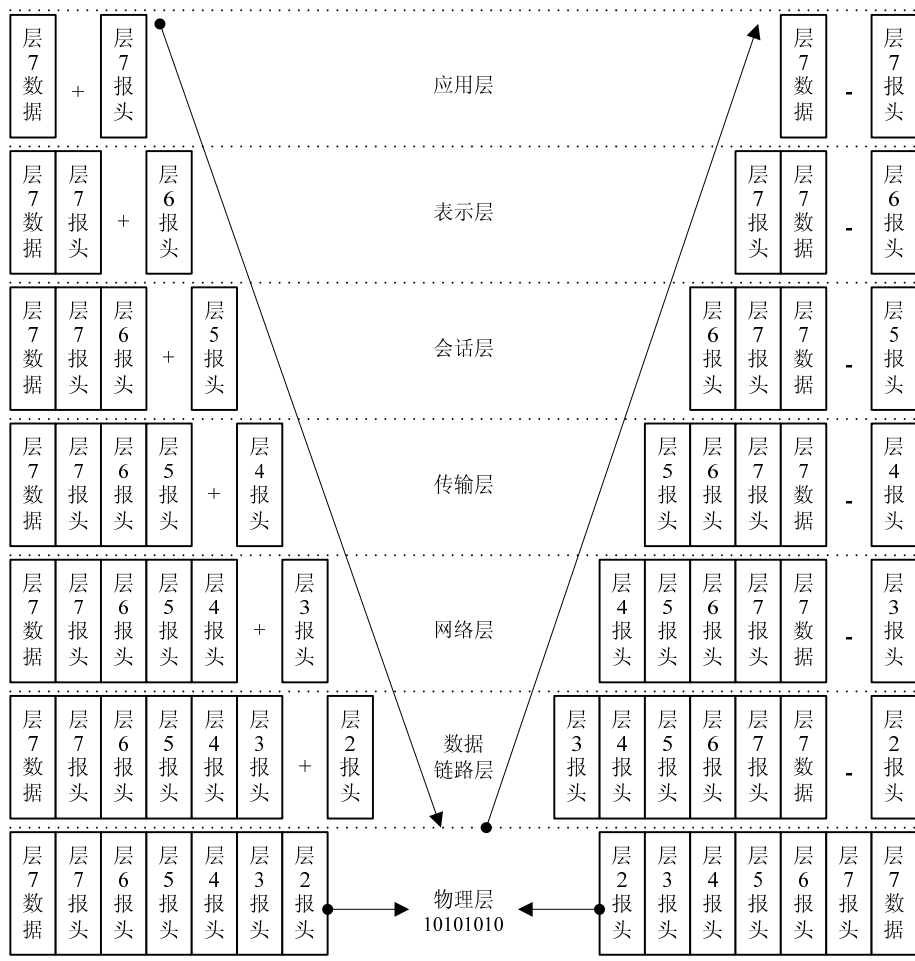 层7数据 + 层7报头 应用层 层7数据 - 层7报头
层7数据 层7报头 + 层6报头 表示层 层7报头 层7数据 - 层6报头
层7数据 层7报头 层6报头 + 层5报头 会话层 层6报头 层7报头 层7数据 - 层5报头
层7数据 层7报头 层6报头 层5报头 + 层4报头 传输层 层5报头 层6报头 层7报头 层7数据 - 层4报头
层7数据 层7报头 层6报头 层5报头 层4报头 + 层3报头 网络层 层4报头 层5报头 层6报头 层7报头 层7数据 - 层3报头
层7数据 层7报头 层6报头 层5报头 层4报头 层3报头 + 层2报头 数据链路层 层3报头 层4报头 层5报头 层6报头 层7报头 层7数据 - 层2报头
层7数据 层7报头 层6报头 层5报头 层4报头 层3报头 层2报头 物理层 层2报头 层3报头 层4报头 层5报头 层6报头 层7报头 层7数据
10101010